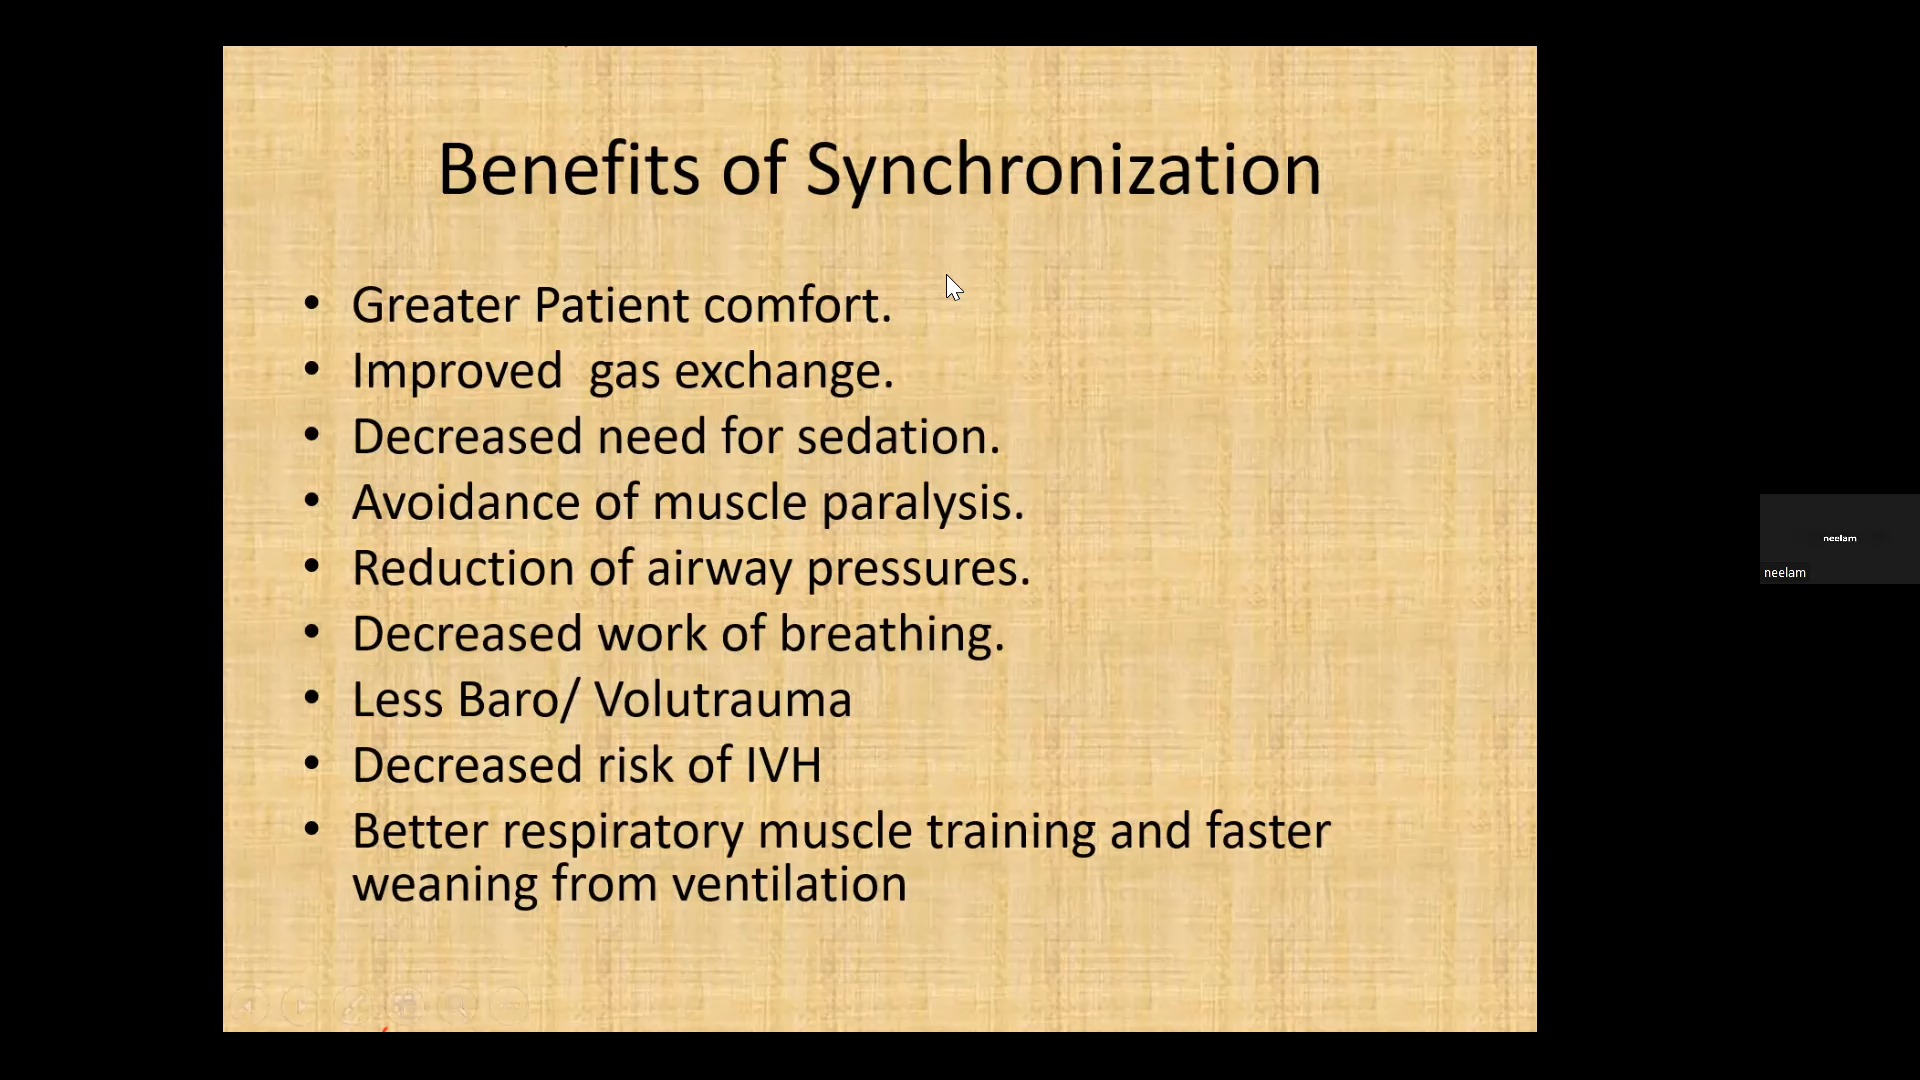 Benefits of Synchronization
• Greater Patient comfort.
• Improved  gas exchange.
• Decreased need for sedation.
• Avoidance of muscle paralysis.
• Reduction of airway pressures.
• Decreased work of breathing.
• Less Baro/ Volutrauma
• Decreased risk of IVH
• Better respiratory muscle training and faster
weaning from ventilation
neelam
neelam